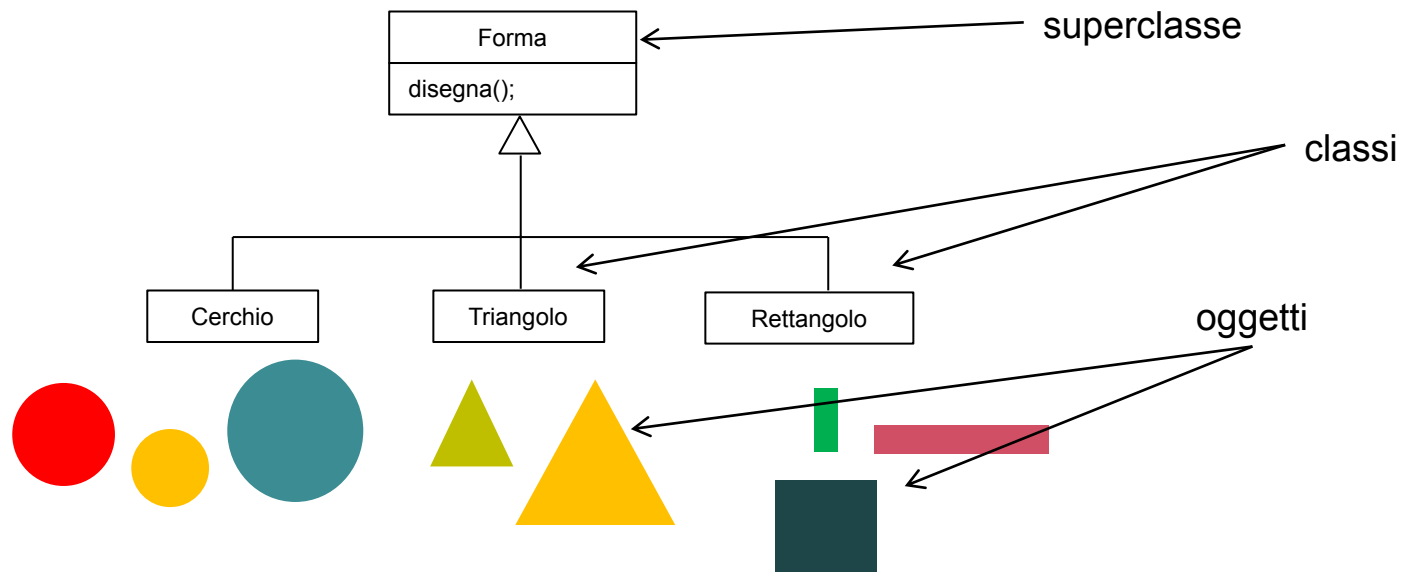 Forma
superclasse
disegna();
classi
Cerchio
Triangolo
Rettangolo
oggetti